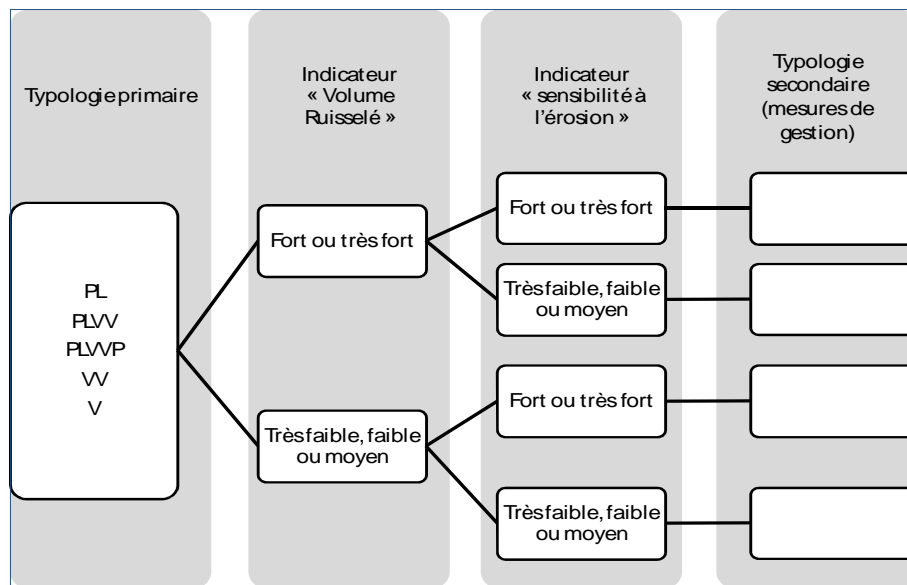 Typologie primaire
Indicateur
« Volume
Ruisselé »
Indicateur
« sensibilité à
l'érosion »
Typologie
secondaire
(mesures de
gestion)
PL
PLVV
PLVVP
VV
V
Fort ou très fort
Très faible, faible
ou moyen
Fort ou très fort
Très faible, faible
ou moyen
Fort ou très fort
Très faible, faible
ou moyen